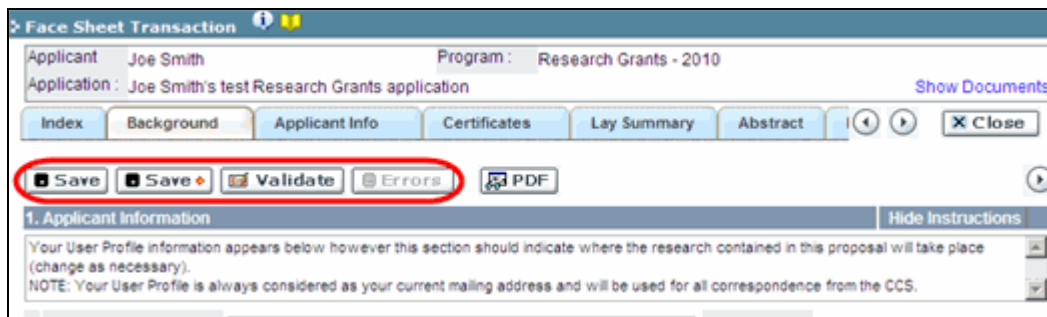 Face Sheet Transaction
Applicant Joe Smith Program : Research Grants - 2010
Application : Joe Smith's test Research Grants application Show Documents
Index Background Applicant Info Certificates Lay Summary Abstract Close
Save Save Validate Errors PDF
1. Applicant Information Hide Instructions
Your User Profile information appears below however this section should indicate where the research contained in this proposal will take place
(change as necessary).
NOTE: Your User Profile is always considered as your current mailing address and will be used for all correspondence from the CCS.